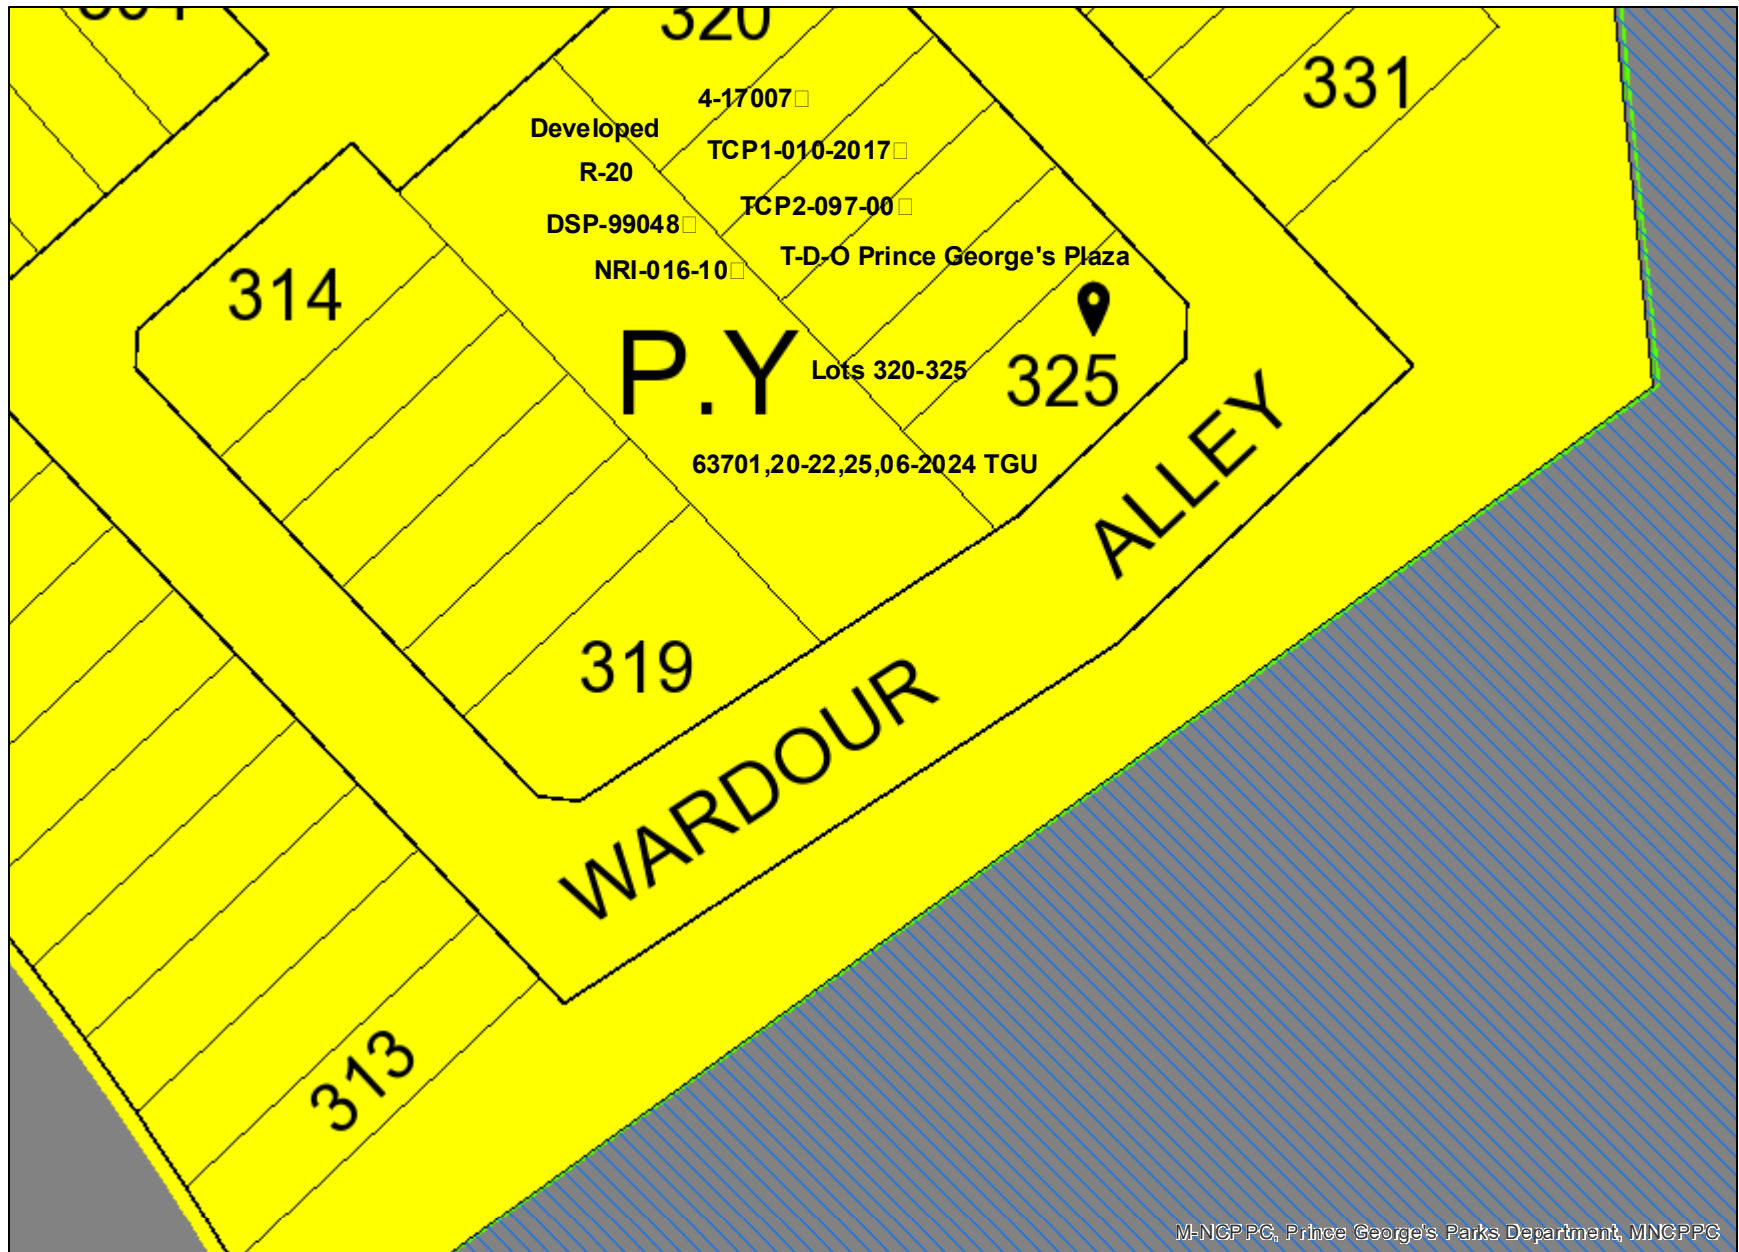 320
4-17007
Developed
331
TCP1-010-2017
R-20
TCP2-097-00
DSP-99048
T-D-O Prince George's Plaza
NRI-016-10
314
P.Y
Lots 320-325
325
63701,20-22,25,06-2024 TGU
ALLEY
319
WARDOUR
313
M-NCPPC, Prince George's Parks Department, MNCPPC